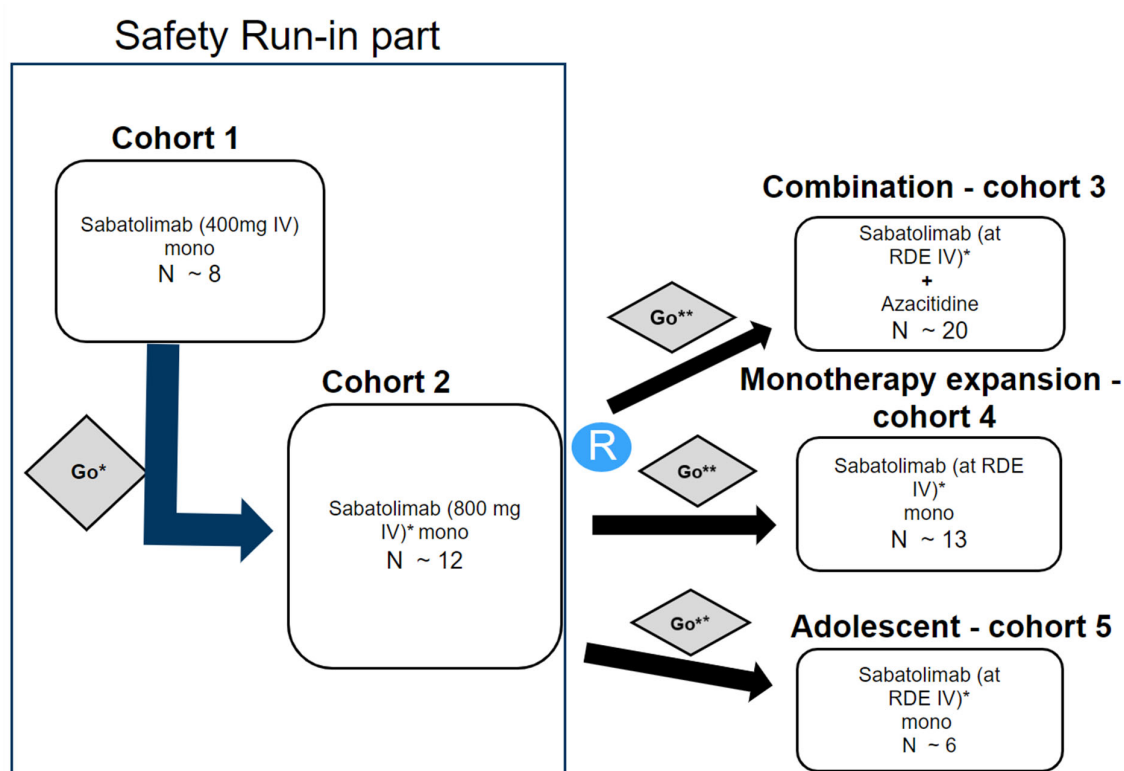 Safety Run-in part
Cohort 1
Sabatolimab (400mg IV)
mono
N ~ 8
Go*
Cohort 2
Sabatolimab (800 mg
IV)* mono
N ~ 12
R
Combination - cohort 3
Go**
Sabatolimab (at
RDE IV)*
+
Azacitidine
N ~ 20
Monotherapy expansion -
cohort 4
Go**
Sabatolimab (at RDE
IV)*
mono
N ~ 13
Adolescent - cohort 5
Go**
Sabatolimab (at
RDE IV)*
mono
N ~ 6